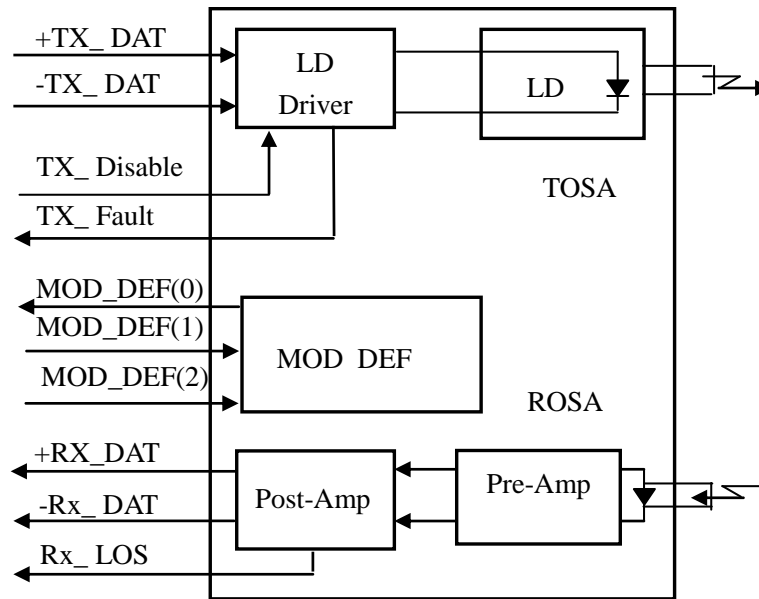 +TX_ DAT
-TX_ DAT
LD
Driver
LD
TX_ Disable
TX_ Fault
TOSA
MOD_DEF(0)
MOD_DEF(1)
MOD_DEF(2)
MOD DEF
ROSA
+RX_DAT
-Rx_ DAT
Rx_ LOS
Post-Amp
Pre-Amp